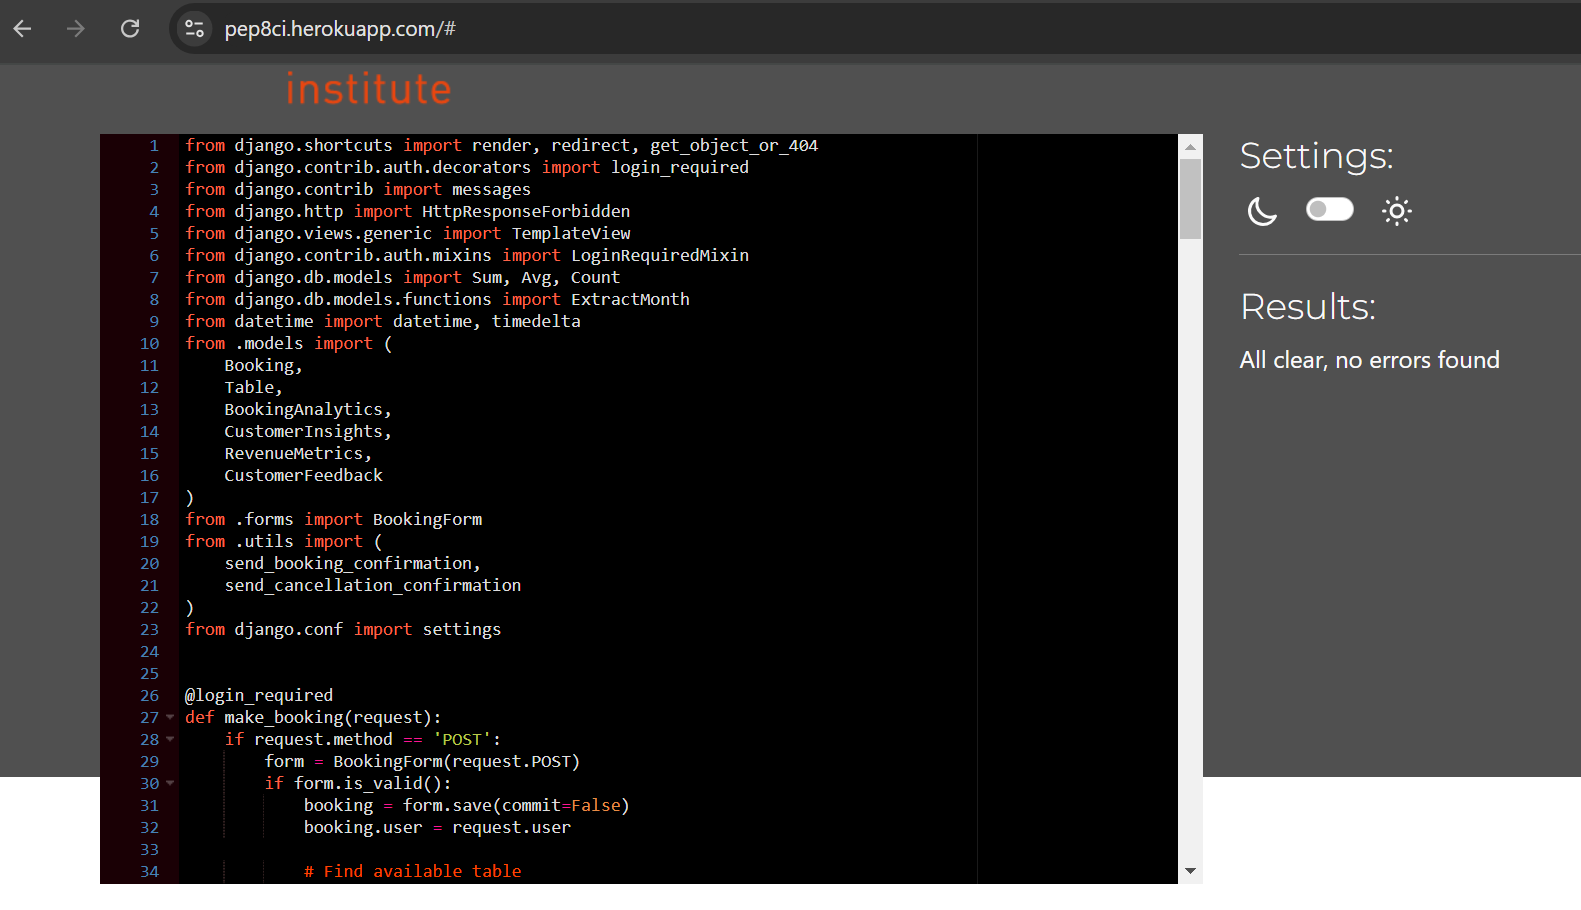 pep8ci.herokuapp.com/#
institute
1 from django.shortcuts import render, redirect, get_object_or_404
2 from django.contrib.auth.decorators import login_required
3 from django.contrib import messages
4 from django.http import HttpResponseForbidden
5 from django.views.generic import TemplateView
6 from django.contrib.auth.mixins import LoginRequiredMixin
7 from django.db.models import Sum, Avg, Count
8 from django.db.models.functions import ExtractMonth
9 from datetime import datetime, timedelta
10 from .models import (
11     Booking,
12     Table,
13     BookingAnalytics,
14     CustomerInsights,
15     RevenueMetrics,
16     CustomerFeedback
17 )
18 from .forms import BookingForm
19 from .utils import (
20     send_booking_confirmation,
21     send_cancellation_confirmation
22 )
23 from django.conf import settings
24
25
26 @login_required
27 def make_booking(request):
28     if request.method == 'POST':
29         form = BookingForm(request.POST)
30         if form.is_valid():
31             booking = form.save(commit=False)
32             booking.user = request.user
33
34             # Find available table
Settings:
Results:
All clear, no errors found